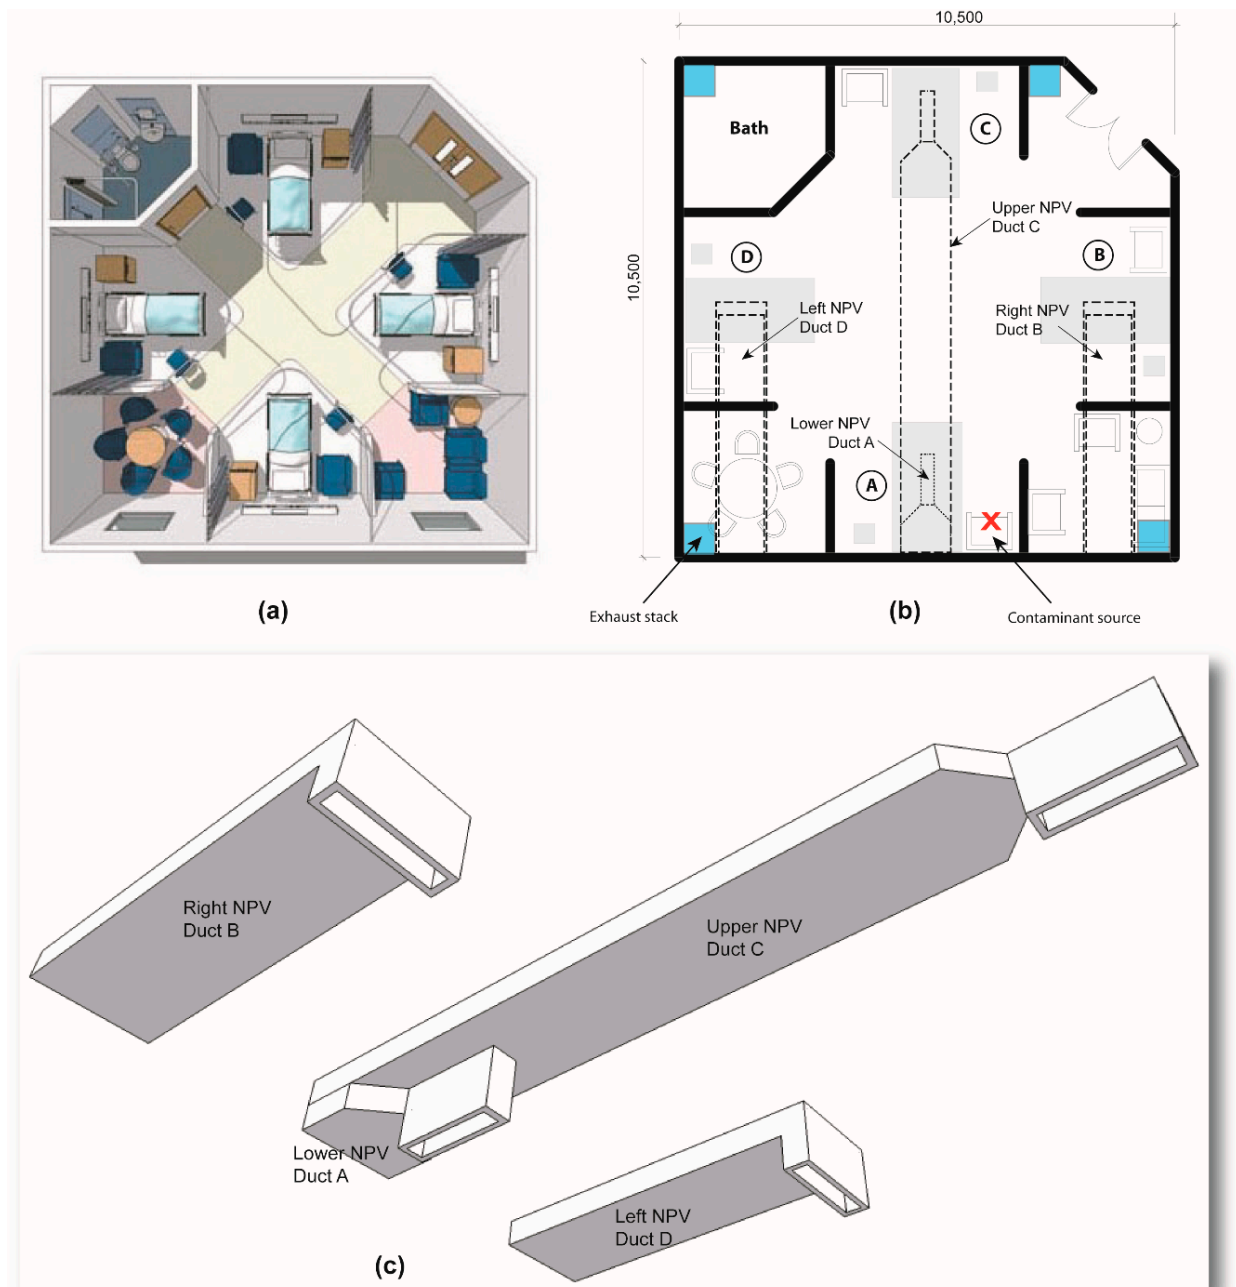 10,500
10,500
Bath
C
Upper NPV
Duct C
D
B
Left NPV
Duct D
Right NPV
Duct B
Lower NPV
Duct A
A
X
Exhaust stack
Contaminant source
(a)
(b)
Right NPV
Duct B
Upper NPV
Duct C
Lower NPV
Duct A
Left NPV
Duct D
(c)